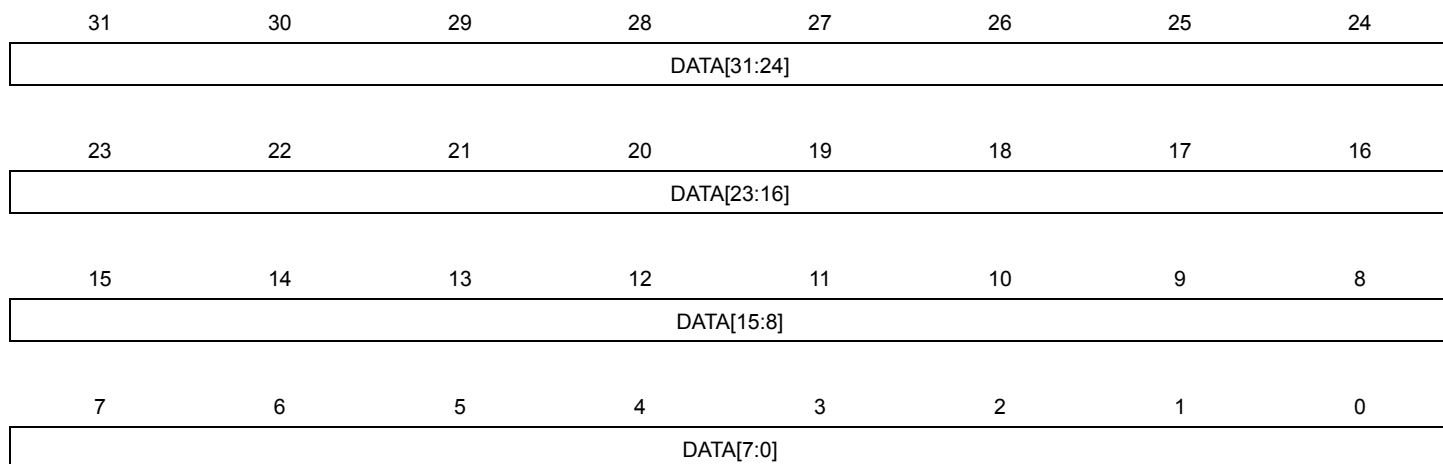 31 30 29 28 27 26 25 24
DATA[31:24]
23 22 21 20 19 18 17 16
DATA[23:16]
15 14 13 12 11 10 9 8
DATA[15:8]
7 6 5 4 3 2 1 0
DATA[7:0]